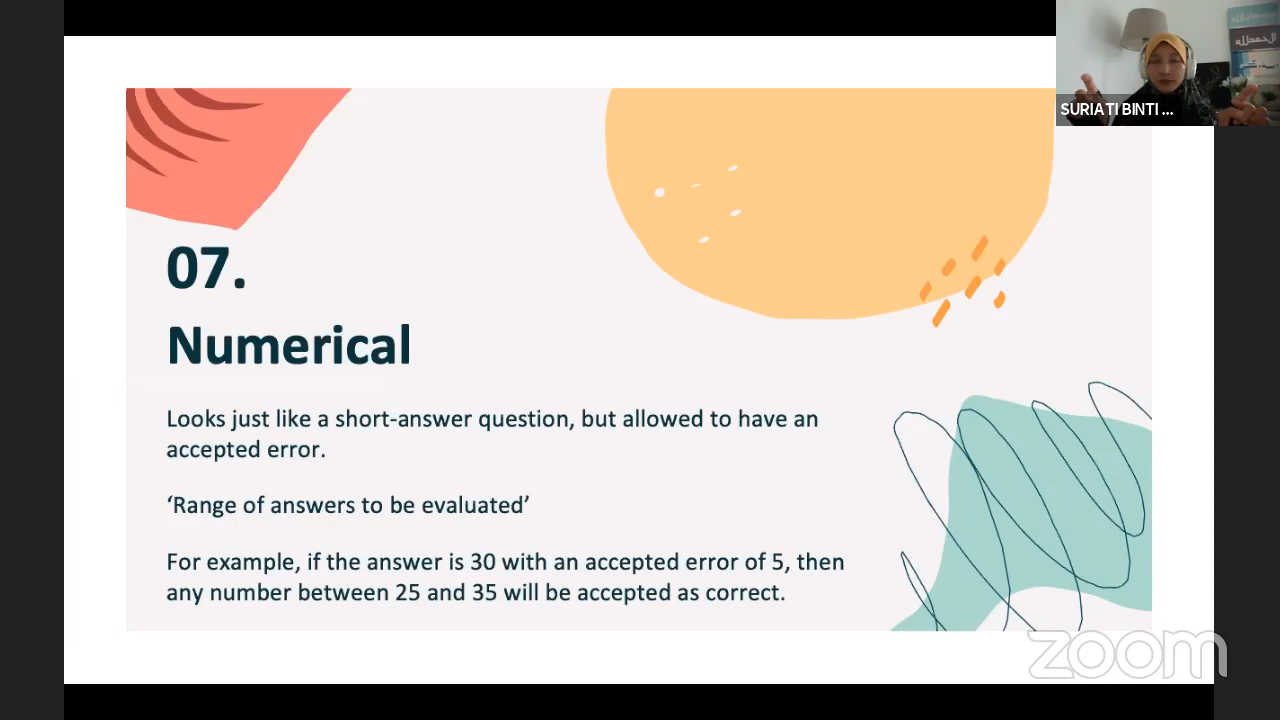 الحمدلله
SURIATI BINTI ...
07.
Numerical
Looks just like a short-answer question, but allowed to have an
accepted error.
‘Range of answers to be evaluated’
For example, if the answer is 30 with an accepted error of 5, then
any number between 25 and 35 will be accepted as correct.
zoom